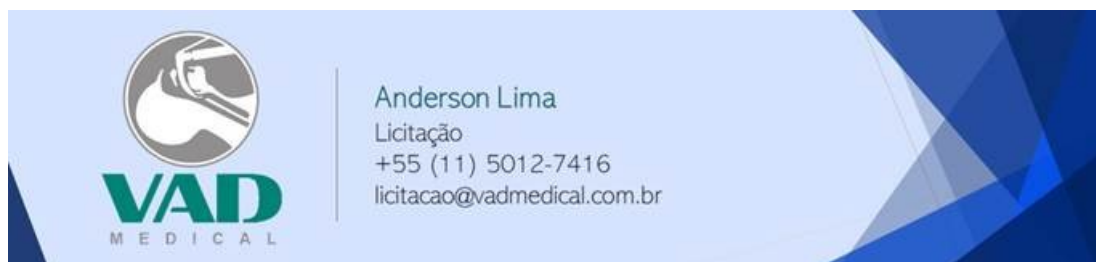 VAD
MEDICAL
Anderson Lima
Licitação
+55 (11) 5012-7416
licitacao@vadmedical.com.br